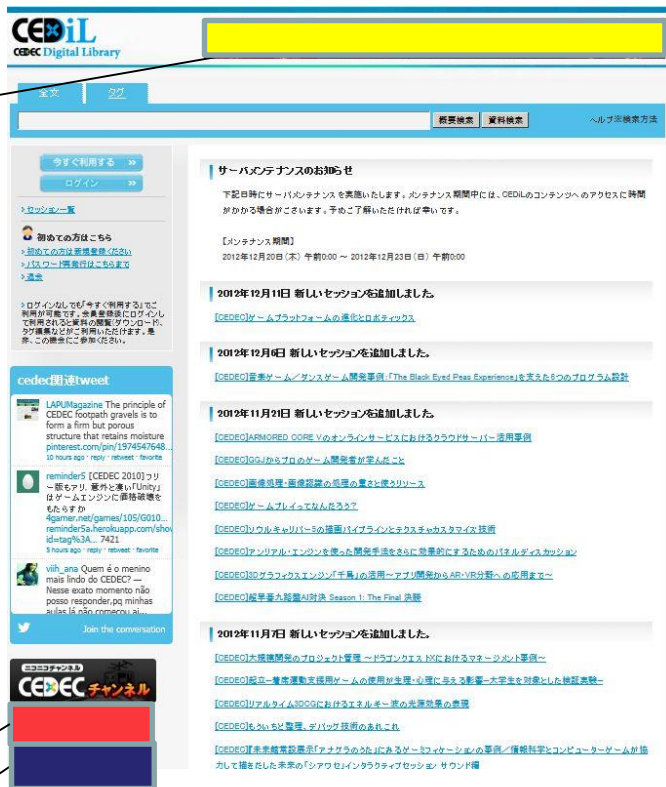 CEDiL
CEDEC Digital Library
全文 タグ
概要検索 資料検索 ヘルプ※検索方法
今すぐ利用する »
ログイン »
>セッション一覧
初めての方はこちら
>初めての方は新規登録ください
>パスワード再発行はこちらまで
>退会
>ログインなしでも「今すぐ利用する」でご
利用が可能です。会員登録後にログインし
て利用されると資料の閲覧/ダウンロード、
タグ編集などがご利用いただけます。是
非、この機会にご参加ください。
cedec関連tweet
LAPUMagazine The principle of
CEDEC footpath gravels is to
form a firm but porous
structure that retains moisture
pinterest.com/pin/1974547648...
10 hours ago · reply · retweet · favorite
reminder5 [CEDEC 2010]フリ
ー版もアリ、意外と凄い「Unity」
はゲームエンジンに価格破壊を
もたらすか
4gamer.net/games/105/G010...
reminder5a.herokuapp.com/show
id=tag%3A... 7421
5 hours ago · reply · retweet · favorite
viih_ana Quem é o menino
mais lindo do CEDEC? —
Nesse exato momento não
posso responder,pq minhas
aulas lá não começou ai...
Join the conversation
ニコニコチャンネル
CEDEC チャンネル
サーバメンテナンスのお知らせ
下記日時にサーバメンテナンスを実施いたします。メンテナンス期間中には、CEDiLのコンテンツへのアクセスに時間
がかかる場合がございます。予めご了解いただければ幸いです。
【メンテナンス期間】
2012年12月20日(木) 午前0:00 ～ 2012年12月23日(日) 午前0:00
2012年12月11日 新しいセッションを追加しました。
[CEDEC]ゲームプラットフォームの進化とロボティックス
2012年12月6日 新しいセッションを追加しました。
[CEDEC]音楽ゲーム/ダンスゲーム開発事例:「The Black Eyed Peas Experience」を支えた6つのプログラム設計
2012年11月21日 新しいセッションを追加しました。
[CEDEC]ARMORED CORE Vのオンラインサービスにおけるクラウドサーバー活用事例
[CEDEC]GGJからプロのゲーム開発者が学んだこと
[CEDEC]画像処理・画像認識の処理の重さと使うリソース
[CEDEC]ゲームプレイってなんだろう?
[CEDEC]ソウルキャリバー5の描画パイプラインとテクスチャカスタマイズ技術
[CEDEC]アンリアル・エンジンを使った開発手法をさらに効果的にするためのパネルディスカッション
[CEDEC]3Dグラフィクスエンジン「千鳥」の活用～アプリ開発からAR・VR分野への応用まで～
[CEDEC]超早碁九路盤AI対決 Season 1: The Final 決勝
2012年11月7日 新しいセッションを追加しました。
[CEDEC]大規模開発のプロジェクト管理 ～ドラゴンクエストXにおけるマネージメント事例～
[CEDEC]起立-着席運動支援用ゲームの使用が生理・心理に与える影響-大学生を対象とした検証実験-
[CEDEC]リアルタイム3DCGにおけるエネルギー波の光源効果の表現
[CEDEC]もういちど整理、デバッグ技術のあれこれ
[CEDEC]『未来館常設展示「アナグラのうた」にみるゲーミフィケーションの事例／情報科学とコンピューターゲームが協
力して描きだした未来の「シアワセ」インタラクティブセッション サウンド編